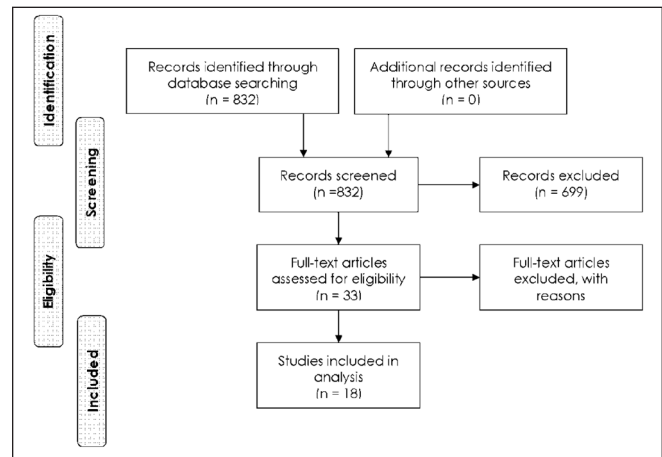 Identification
Records identified through
database searching
(n = 832)
Additional records identified
through other sources
(n = 0)
Screening
Records screened
(n =832)
Records excluded
(n = 699)
Eligibility
Full-text articles
assessed for eligibility
(n = 33)
Full-text articles
excluded, with
reasons
Included
Studies included in
analysis
(n = 18)